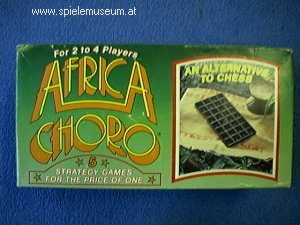 www.spielemuseum.at
For 2 to 4 Players
AFRICA
CHORO
5
STRATEGY GAMES
FOR THE PRICE OF ONE
AN ALTERNATIVE
TO CHESS